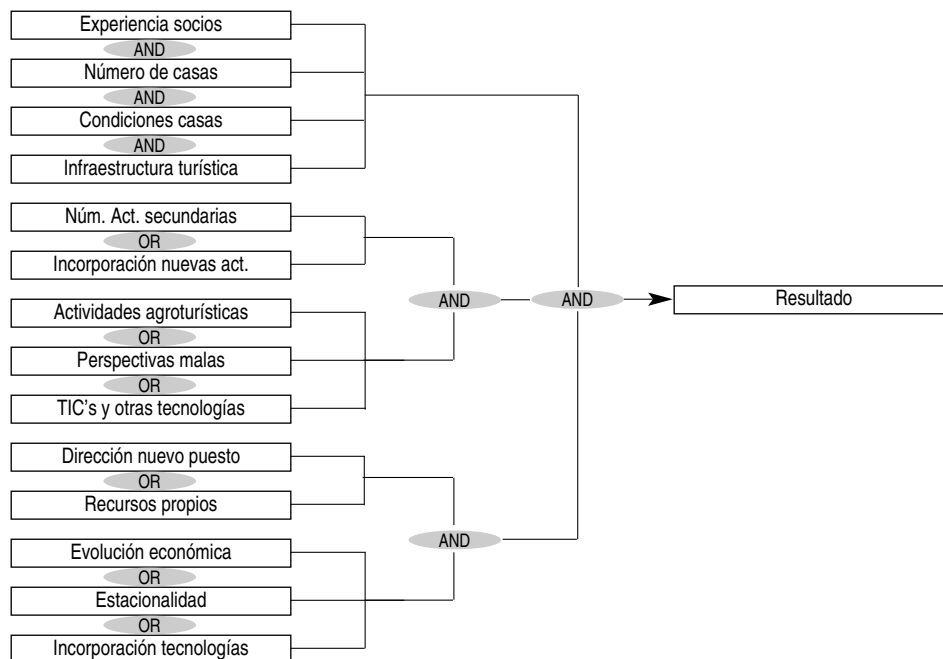 Experiencia socios
AND
Número de casas
AND
Condiciones casas
AND
Infraestructura turística
Núm. Act. secundarias
OR
Incorporación nuevas act.
Actividades agroturísticas
OR
Perspectivas malas
OR
TIC's y otras tecnologías
Dirección nuevo puesto
OR
Recursos propios
Evolución económica
OR
Estacionalidad
OR
Incorporación tecnologías
AND
AND
AND
Resultado